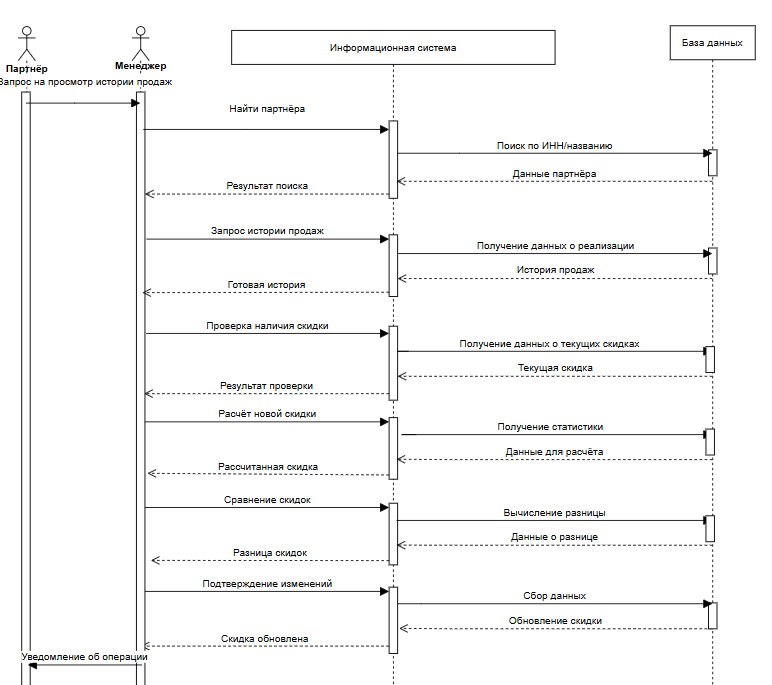 Информационная система
База данных
Партнёр
Менеджер
Запрос на просмотр истории продаж
Найти партнёра
Поиск по ИНН/названию
Данные партнёра
Результат поиска
Запрос истории продаж
Получение данных о реализации
История продаж
Готовая история
Проверка наличия скидки
Получение данных о текущих скидках
Текущая скидка
Результат проверки
Расчёт новой скидки
Получение статистики
Данные для расчёта
Рассчитанная скидка
Сравнение скидок
Вычисление разницы
Данные о разнице
Разница скидок
Подтверждение изменений
Сбор данных
Обновление скидки
Скидка обновлена
Уведомление об операции